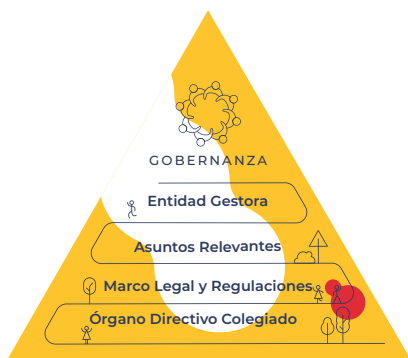 GOBERNANZA
Entidad Gestora
Asuntos Relevantes
Marco Legal y Regulaciones
Órgano Directivo Colegiado